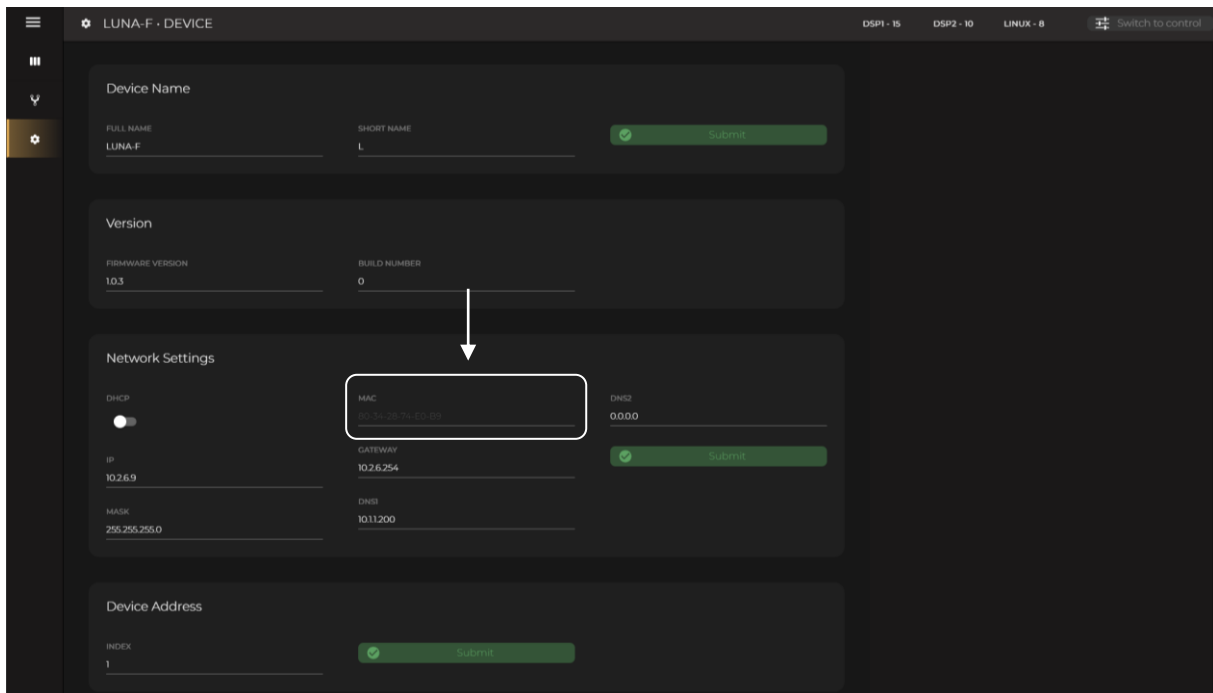 LUNA-F · DEVICE
DSP1 - 15 DSP2 - 10 LINUX - 8 Switch to control
Device Name
FULL NAME SHORT NAME
LUNA-F L Submit
Version
FIRMWARE VERSION BUILD NUMBER
1.0.3 0
Network Settings
DHCP MAC DNS2
0.0.0.0
GATEWAY
IP 10.2.6.254 Submit
10.2.6.9
MASK DNS1
255.255.255.0 10.1.1.200
Device Address
INDEX
1 Submit